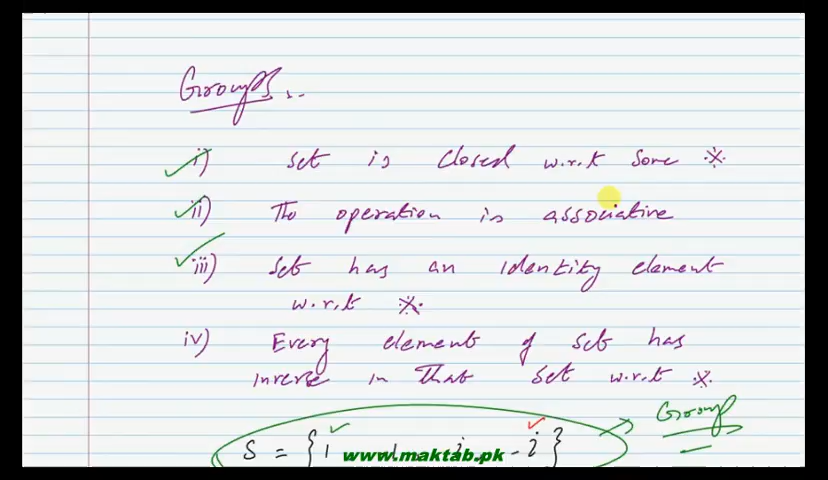 Groups :.
i) Set is closed w.r.t some ※
ii) The operation is associative
iii) Set has an identity element
w.r.t ※.
iv) Every element of set has
inverse in that set w.r.t ※.
Group
S = { 1 - i }
www.maktab.pk